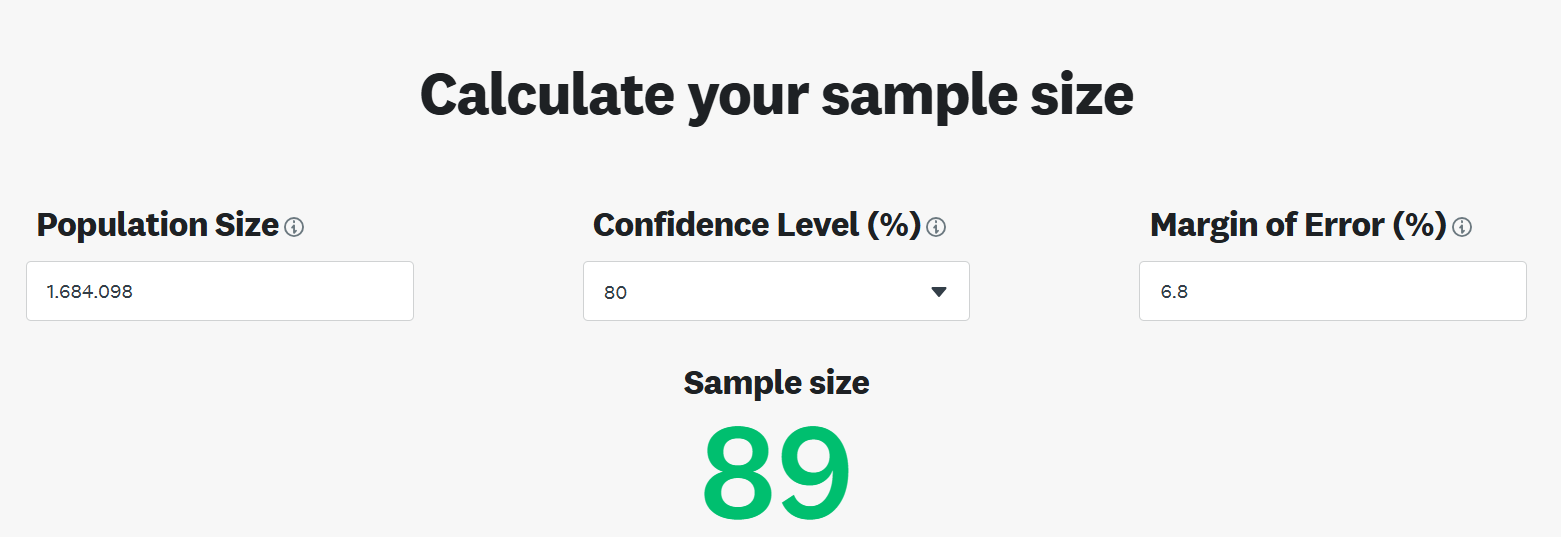 Calculate your sample size
Population Size
Confidence Level (%)
Margin of Error (%)
1.684.098
80
6.8
Sample size
89